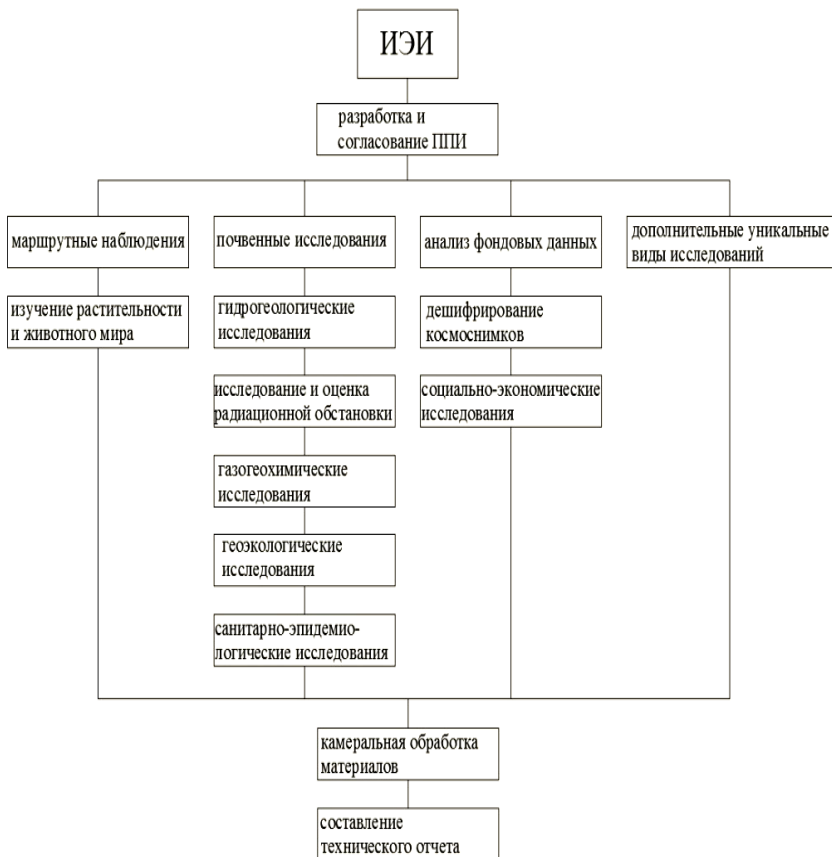 ИЭИ
разработка и
согласование ППИ
маршрутные наблюдения
изучение растительности
и животного мира
почвенные исследования
гидрогеологические
исследования
исследование и оценка
радиационной обстановки
газогеохимические
исследования
геоэкологические
исследования
санитарно-эпидемио-
логические исследования
анализ фондовых данных
дешифрирование
космоснимков
социально-экономические
исследования
дополнительные уникальные
виды исследований
камеральная обработка
материалов
составление
технического отчета